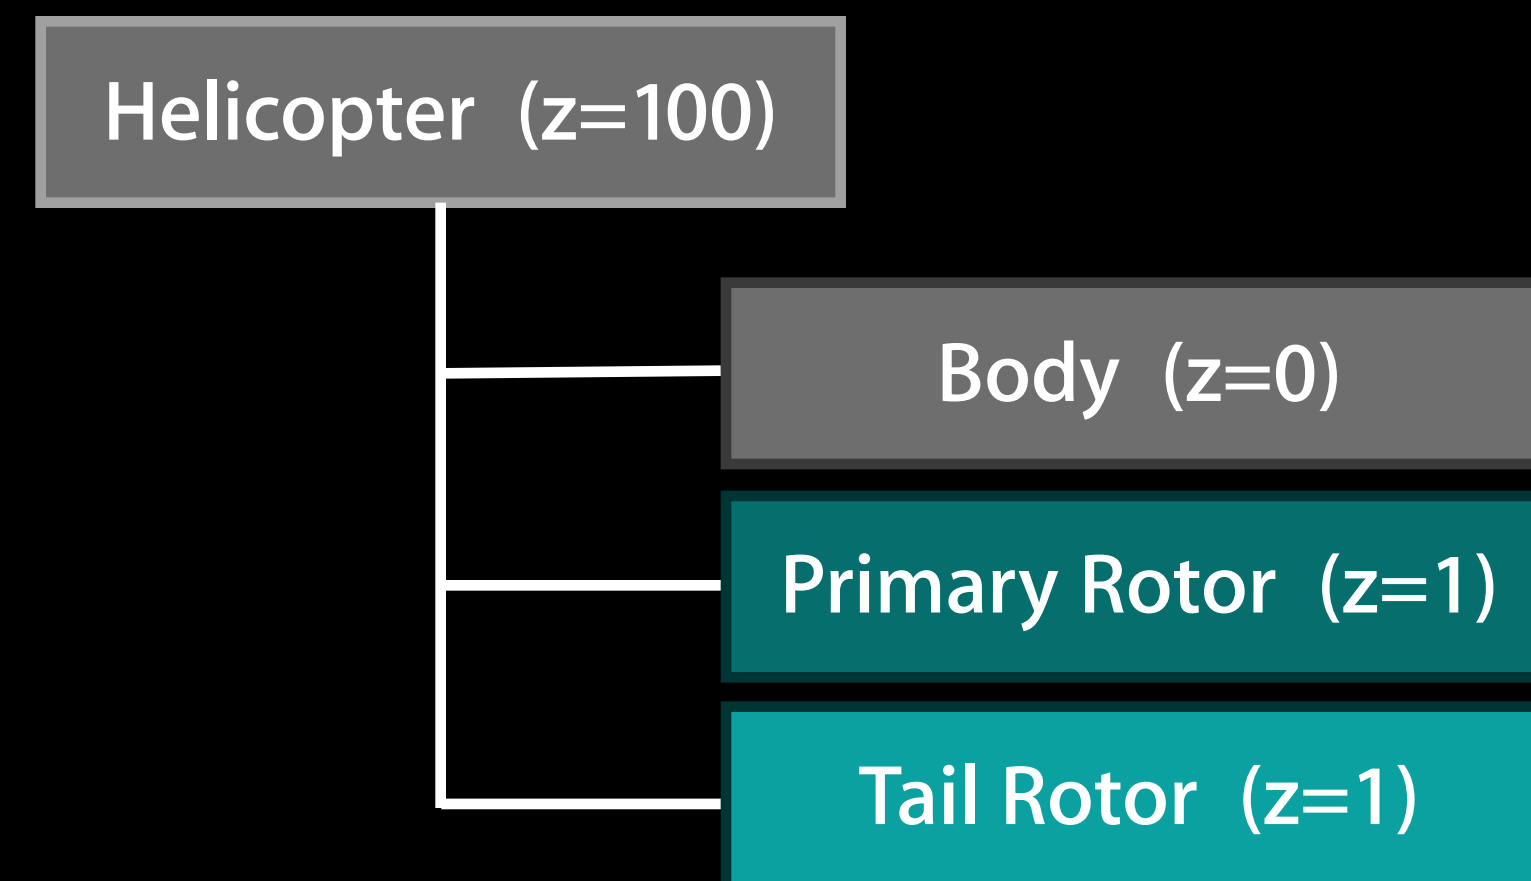 Helicopter (z=100)
Body (z=0)
Primary Rotor (z=1)
Tail Rotor (z=1)